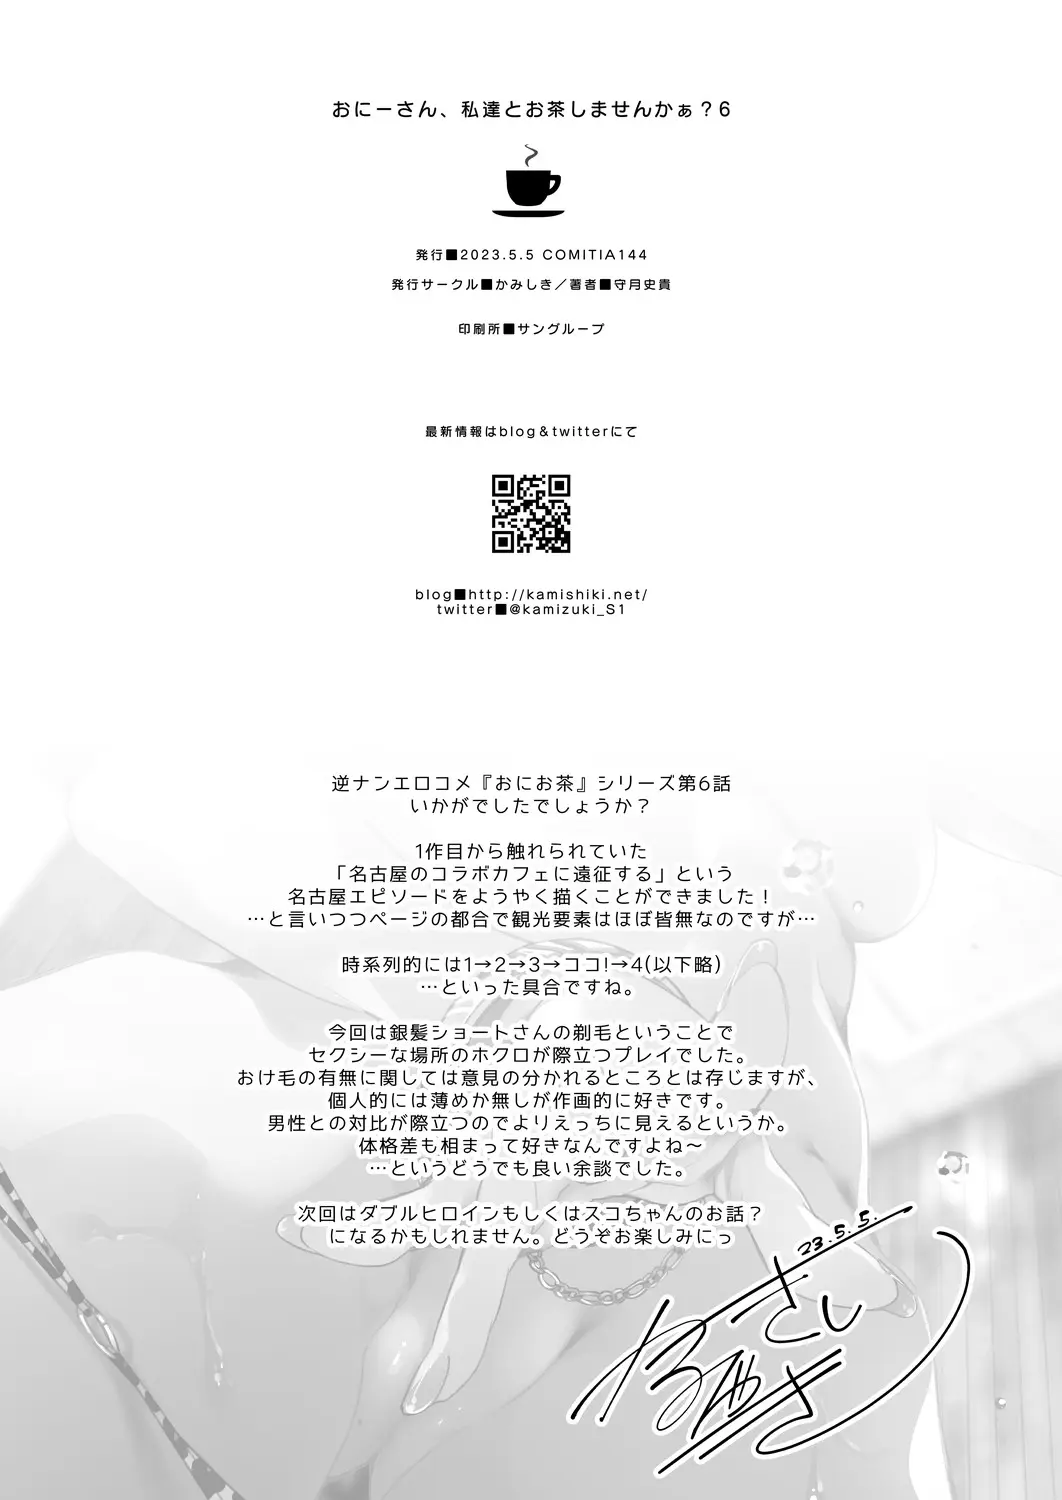 おにーさん、私達とお茶しませんかぁ？6
発行■2023.5.5 COMITIA144
発行サークル■かみしき／著者■守月史貴
印刷所■サングループ
最新情報はblog＆twitterにて
blog■http://kamishiki.net/
twitter■@kamizuki_S1
逆ナンエロコメ『おにお茶』シリーズ第6話
いかがでしたでしょうか？
1作目から触れられていた
「名古屋のコラボカフェに遠征する」という
名古屋エピソードをようやく描くことができました！
…と言いつつページの都合で観光要素はほぼ皆無なのですが…
時系列的には1→2→3→ココ!→4(以下略)
…といった具合ですね。
今回は銀髪ショートさんの剃毛ということで
セクシーな場所のホクロが際立つプレイでした。
おけ毛の有無に関しては意見の分かれるところとは存じますが、
個人的には薄めか無しが作画的に好きです。
男性との対比が際立つのでよりえっちに見えるというか。
体格差も相まって好きなんですよね～
…というどうでも良い余談でした。
次回はダブルヒロインもしくはスコちゃんのお話？
になるかもしれません。どうぞお楽しみにっ
23.5.5.